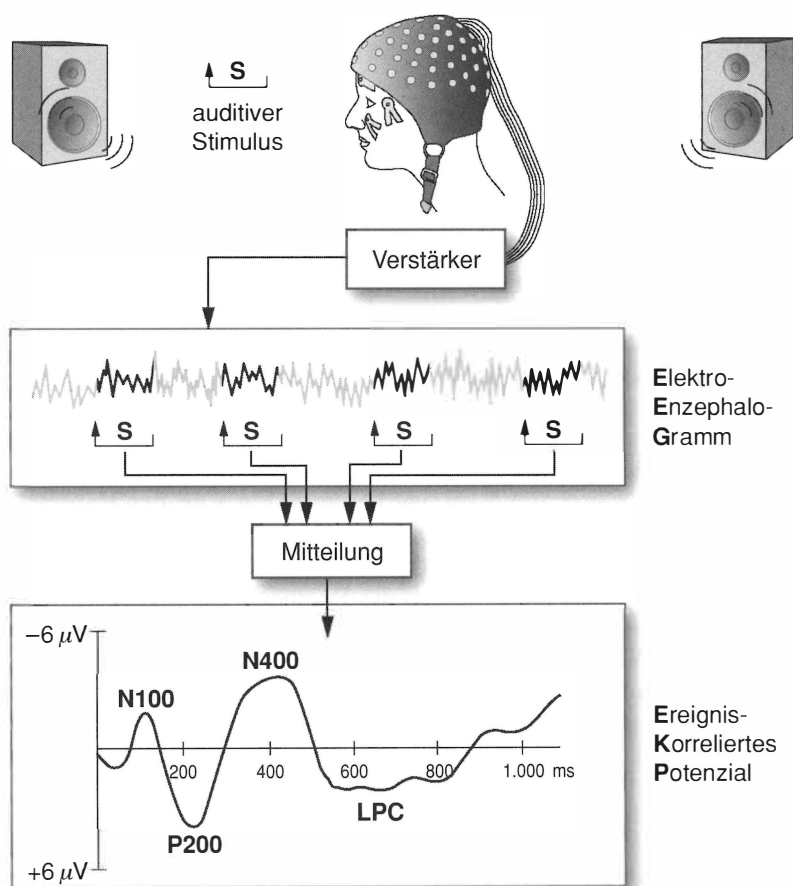 S
auditiver
Stimulus
Verstärker
Elektro-
Enzephalo-
Gramm
S S S S
Mitteilung
−6 µV
N400
N100
200 400 600 800 1.000 ms
LPC
P200
+6 µV
Ereignis-
Korreliertes
Potenzial